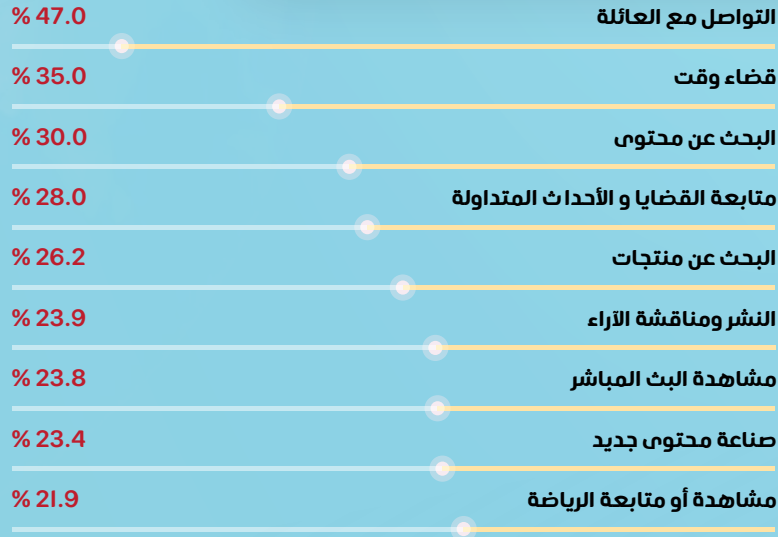 التواصل مع العائلة % 47.0
قضاء وقت % 35.0
البحث عن محتوى % 30.0
متابعة القضايا و الأحداث المتداولة % 28.0
البحث عن منتجات % 26.2
النشر ومناقشة الآراء % 23.9
مشاهدة البث المباشر % 23.8
صناعة محتوى جديد % 23.4
مشاهدة أو متابعة الرياضة % 21.9